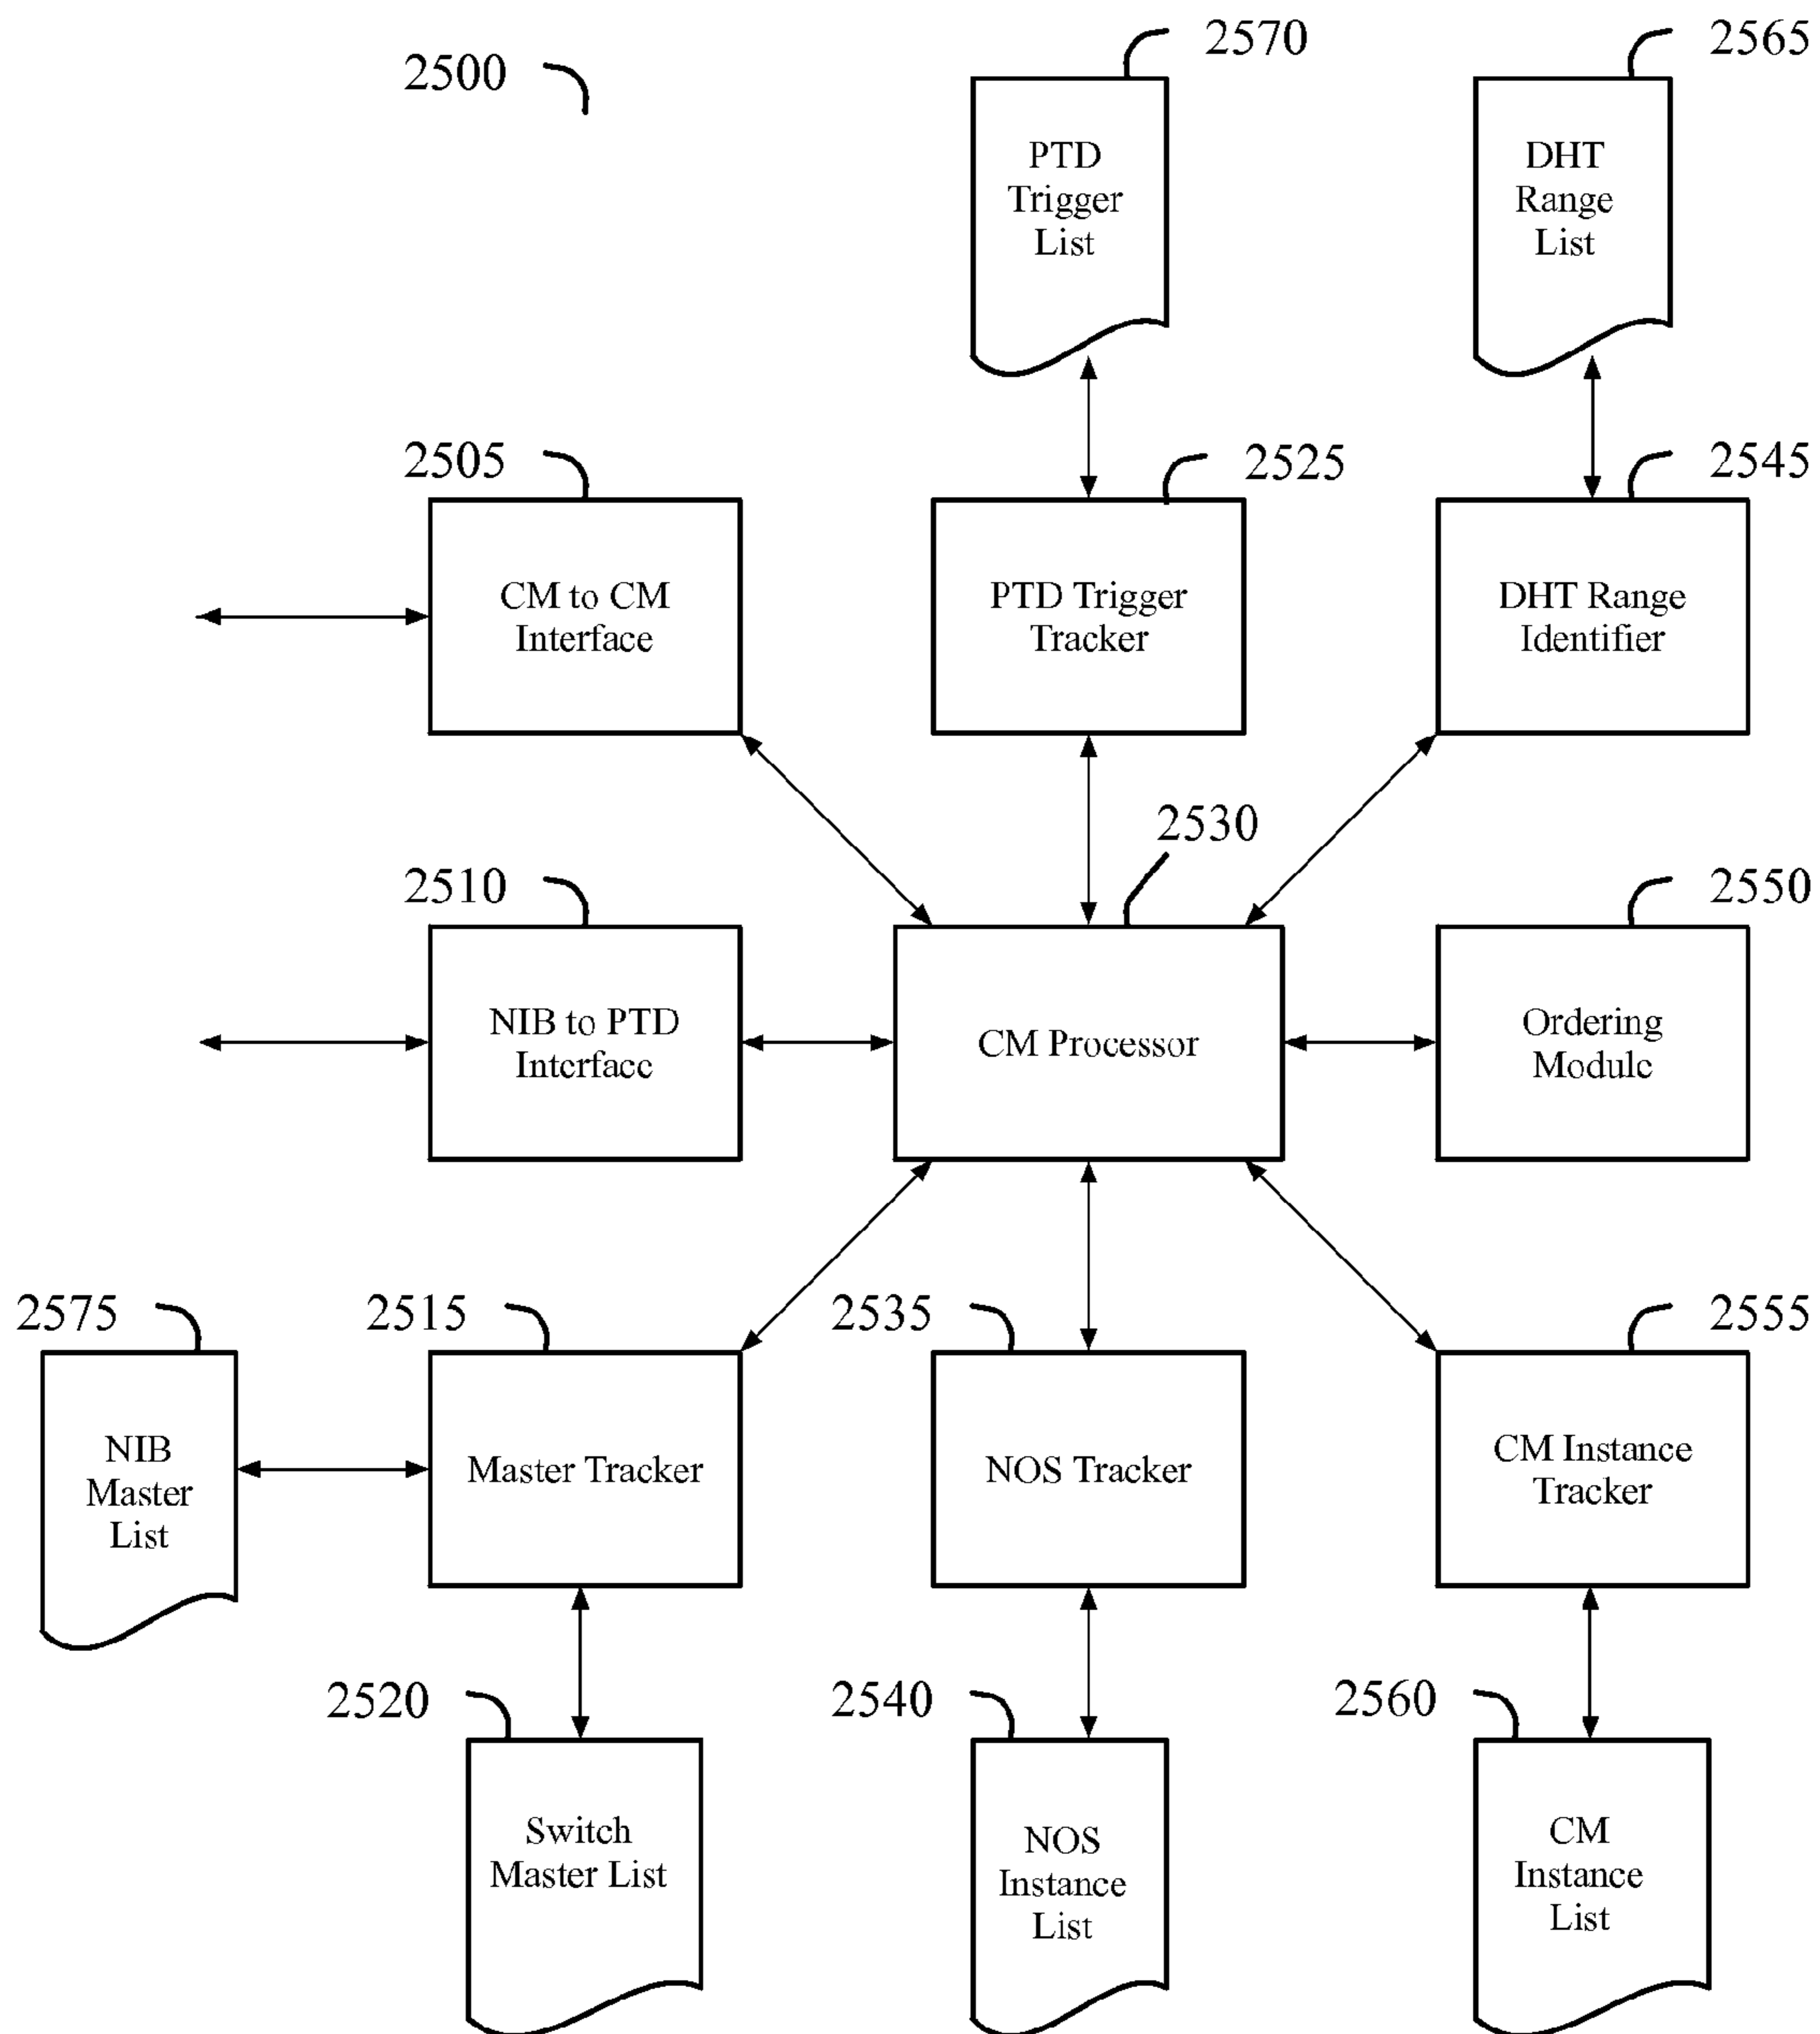 2500
2570
2565
PTD
Trigger
List
DHT
Range
List
2505
2525
2545
CM to CM
Interface
PTD Trigger
Tracker
DHT Range
Identifier
2530
2510
2550
NIB to PTD
Interface
CM Processor
Ordering
Module
2575
2515
2535
2555
NIB
Master
List
Master Tracker
NOS Tracker
CM Instance
Tracker
2520
2540
2560
Switch
Master List
NOS
Instance
List
CM
Instance
List